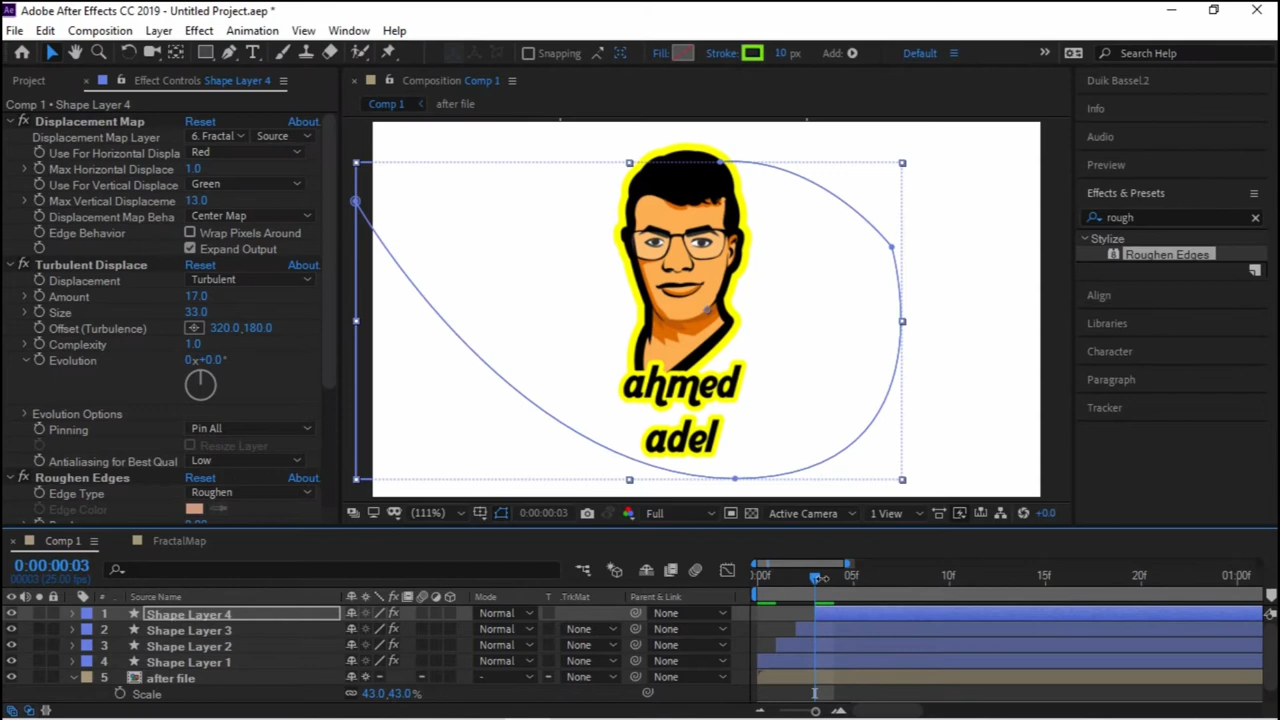 Adobe After Effects CC 2019 - Untitled Project.aep *
File Edit Composition Layer Effect Animation View Window Help
Snapping Fill: Stroke: 10 px Add: Default Search Help
Project Effect Controls Shape Layer 4
Composition Comp 1
Duik Bassel.2
Comp 1 • Shape Layer 4
Comp 1 after file
Info
Displacement Map Reset About.
Displacement Map Layer 6. Fractal Source
Audio
Use For Horizontal Displa Red
Max Horizontal Displace 1.0
Preview
Use For Vertical Displace Green
Max Vertical Displaceme 13.0
Effects & Presets
Displacement Map Beha Center Map
rough
Edge Behavior Wrap Pixels Around
Stylize
Expand Output
Roughen Edges
Turbulent Displace Reset About.
Displacement Turbulent
Amount 17.0
Align
Size 33.0
Libraries
Offset (Turbulence) 320.0,180.0
Complexity 1.0
Character
Evolution 0x+0.0°
Paragraph
ahmed
adel
Tracker
Evolution Options
Pinning Pin All
Resize Layer
Antialiasing for Best Qual Low
Roughen Edges Reset About.
Edge Type Roughen
Edge Color
(111%) 0:00:00:03 Full Active Camera 1 View +0.0
Comp 1 FractalMap
0:00:00:03
00003 (25.00 fps)
:00f 05f 10f 15f 20f 01:00f
# Source Name Mode T .TrkMat Parent & Link
1 Shape Layer 4 Normal None
2 Shape Layer 3 Normal None None
3 Shape Layer 2 Normal None None
4 Shape Layer 1 Normal None None
5 after file - None None
Scale 43.0,43.0%